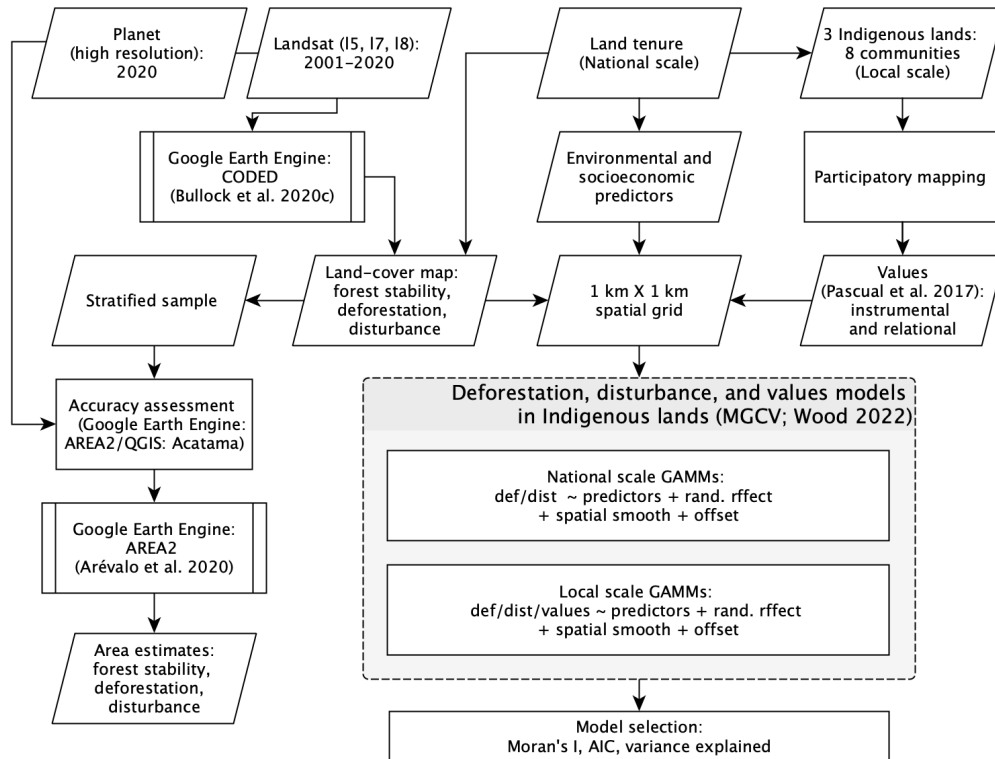 Planet
(high resolution):
2020
Landsat (l5, l7, l8):
2001–2020
Land tenure
(National scale)
3 Indigenous lands:
8 communities
(Local scale)
Google Earth Engine:
CODED
(Bullock et al. 2020c)
Environmental and
socioeconomic
predictors
Participatory mapping
Stratified sample
Land-cover map:
forest stability,
deforestation,
disturbance
1 km X 1 km
spatial grid
Values
(Pascual et al. 2017):
instrumental
and relational
Accuracy assessment
(Google Earth Engine:
AREA2/QGIS: Acatama)
Deforestation, disturbance, and values models
in Indigenous lands (MGCV; Wood 2022)
National scale GAMMs:
def/dist ~ predictors + rand. rffect
+ spatial smooth + offset
Google Earth Engine:
AREA2
(Arévalo et al. 2020)
Local scale GAMMs:
def/dist/values ~ predictors + rand. rffect
+ spatial smooth + offset
Area estimates:
forest stability,
deforestation,
disturbance
Model selection:
Moran's I, AIC, variance explained